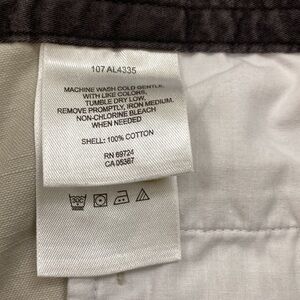 107 AL4335
MACHINE WASH COLD GENTLE,
WITH LIKE COLORS,
TUMBLE DRY LOW,
REMOVE PROMPTLY, IRON MEDIUM.
NON-CHLORINE BLEACH
WHEN NEEDED
SHELL: 100% COTTON
RN 69724
CA 05367